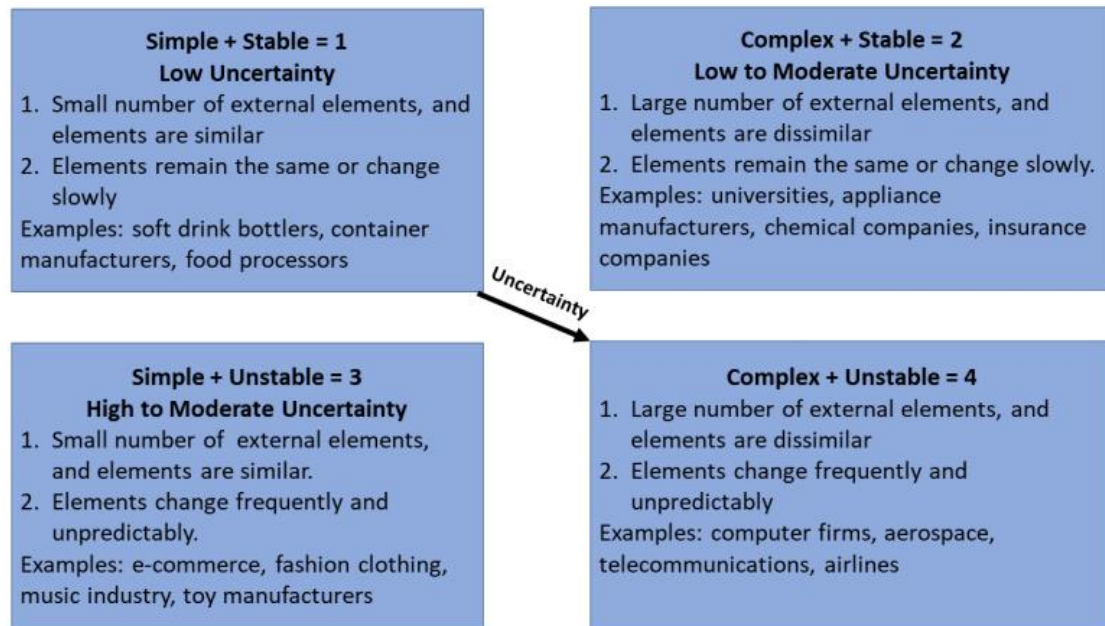 Simple + Stable = 1
Low Uncertainty
1. Small number of external elements, and
elements are similar
2. Elements remain the same or change
slowly
Examples: soft drink bottlers, container
manufacturers, food processors
Complex + Stable = 2
Low to Moderate Uncertainty
1. Large number of external elements, and
elements are dissimilar
2. Elements remain the same or change slowly.
Examples: universities, appliance
manufacturers, chemical companies, insurance
companies
Uncertainty
Simple + Unstable = 3
High to Moderate Uncertainty
1. Small number of external elements,
and elements are similar.
2. Elements change frequently and
unpredictably.
Examples: e-commerce, fashion clothing,
music industry, toy manufacturers
Complex + Unstable = 4
1. Large number of external elements, and
elements are dissimilar
2. Elements change frequently and
unpredictably
Examples: computer firms, aerospace,
telecommunications, airlines